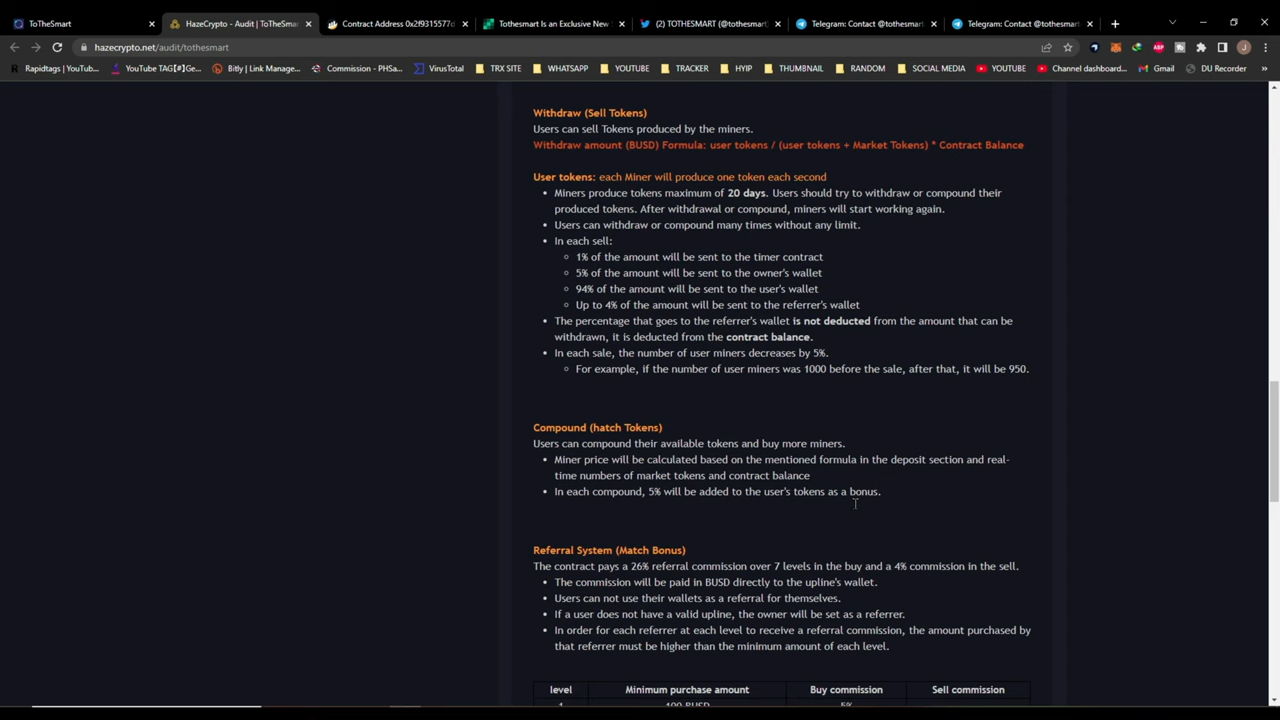 ToTheSmart
HazeCrypto - Audit | ToTheSmar
Contract Address 0x2f9315577d
Tothesmart Is an Exclusive New
(2) TOTHESMART (@tothesmart
Telegram: Contact @tothesmart
Telegram: Contact @tothesmart
hazecrypto.net/audit/tothesmart
Rapidtags | YouTub...
YouTube TAG【#】Ge...
Bitly | Link Manage...
Commission - PHSa...
VirusTotal
TRX SITE
WHATSAPP
YOUTUBE
TRACKER
HYIP
THUMBNAIL
RANDOM
SOCIAL MEDIA
YOUTUBE
Channel dashboard...
Gmail
DU Recorder
Withdraw (Sell Tokens)
Users can sell Tokens produced by the miners.
Withdraw amount (BUSD) Formula: user tokens / (user tokens + Market Tokens) * Contract Balance
User tokens: each Miner will produce one token each second
• Miners produce tokens maximum of 20 days. Users should try to withdraw or compound their
produced tokens. After withdrawal or compound, miners will start working again.
• Users can withdraw or compound many times without any limit.
• In each sell:
◦ 1% of the amount will be sent to the timer contract
◦ 5% of the amount will be sent to the owner's wallet
◦ 94% of the amount will be sent to the user's wallet
◦ Up to 4% of the amount will be sent to the referrer's wallet
• The percentage that goes to the referrer's wallet is not deducted from the amount that can be
withdrawn, it is deducted from the contract balance.
• In each sale, the number of user miners decreases by 5%.
◦ For example, if the number of user miners was 1000 before the sale, after that, it will be 950.
Compound (hatch Tokens)
Users can compound their available tokens and buy more miners.
• Miner price will be calculated based on the mentioned formula in the deposit section and real-
time numbers of market tokens and contract balance
• In each compound, 5% will be added to the user's tokens as a bonus.
Referral System (Match Bonus)
The contract pays a 26% referral commission over 7 levels in the buy and a 4% commission in the sell.
• The commission will be paid in BUSD directly to the upline's wallet.
• Users can not use their wallets as a referral for themselves.
• If a user does not have a valid upline, the owner will be set as a referrer.
• In order for each referrer at each level to receive a referral commission, the amount purchased by
that referrer must be higher than the minimum amount of each level.
level Minimum purchase amount Buy commission Sell commission
1 100 BUSD 5%